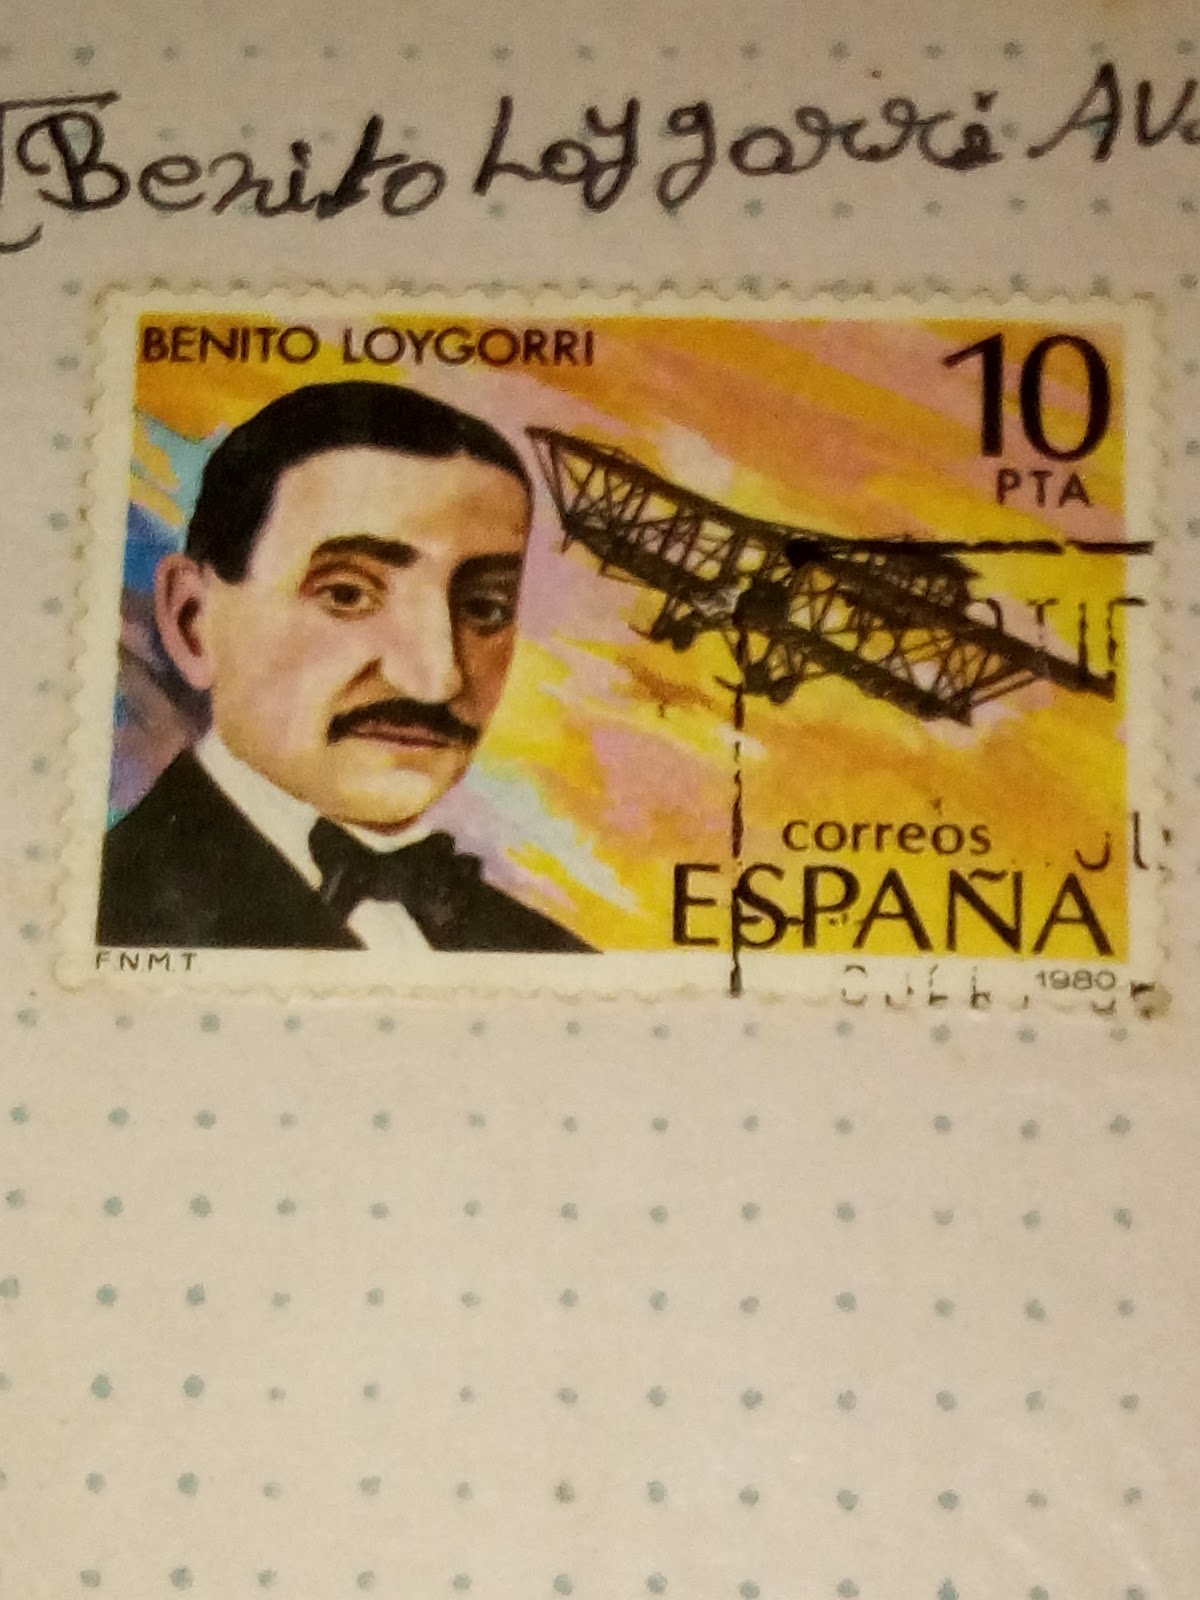 Benito Loygorri
BENITO LOYGORRI
10
PTA
correos
ESPAÑA
F.N.M.T.
1980